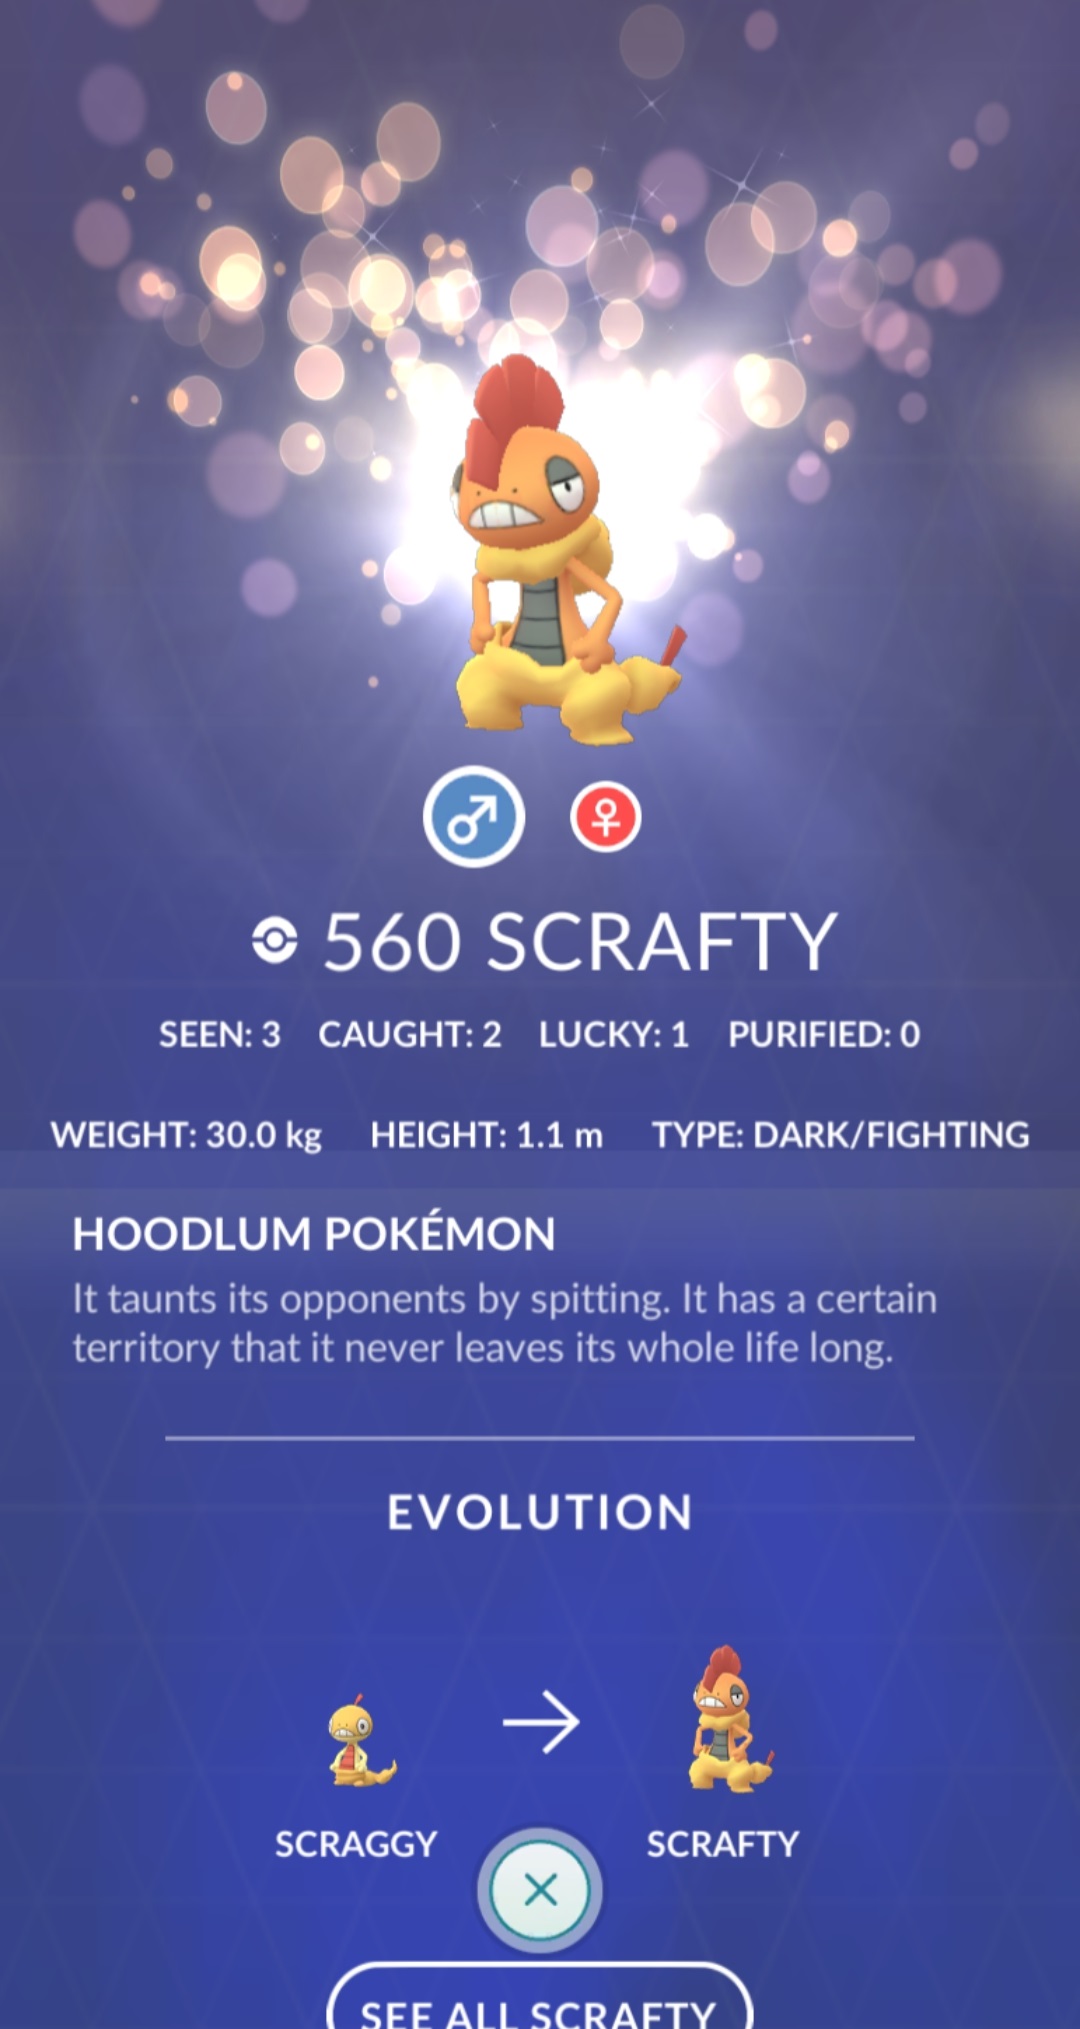 560 SCRAFTY
SEEN: 3 CAUGHT: 2 LUCKY: 1 PURIFIED: 0
WEIGHT: 30.0 kg HEIGHT: 1.1 m TYPE: DARK/FIGHTING
HOODLUM POKÉMON
It taunts its opponents by spitting. It has a certain
territory that it never leaves its whole life long.
EVOLUTION
SCRAGGY SCRAFTY
SEE ALL SCRAFTY